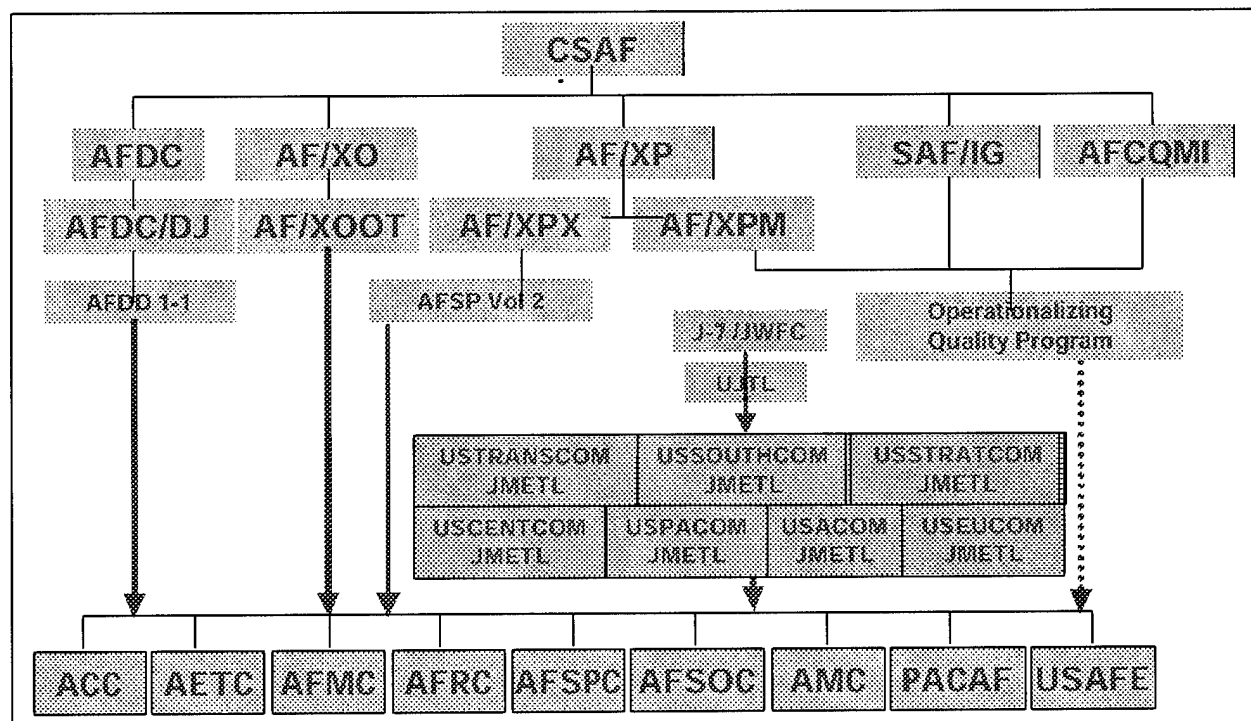 CSAF
AFDC
AF/XO
AF/XP
SAF/IG
AFCQMI
AFDC/DJ
AF/XOOT
AF/XPX
AF/XPM
AFDD 1-1
AFSP Vol 2
Operationalizing
Quality Program
J-7/JWFC
UJTL
USTRANSCOM
JMETL
USSOUTHCOM
JMETL
USSTRATCOM
JMETL
USCENTCOM
JMETL
USPACOM
JMETL
USACOM
JMETL
USEUCOM
JMETL
ACC
AETC
AFMC
AFRC
AFSPC
AFSOC
AMC
PACAF
USAFE